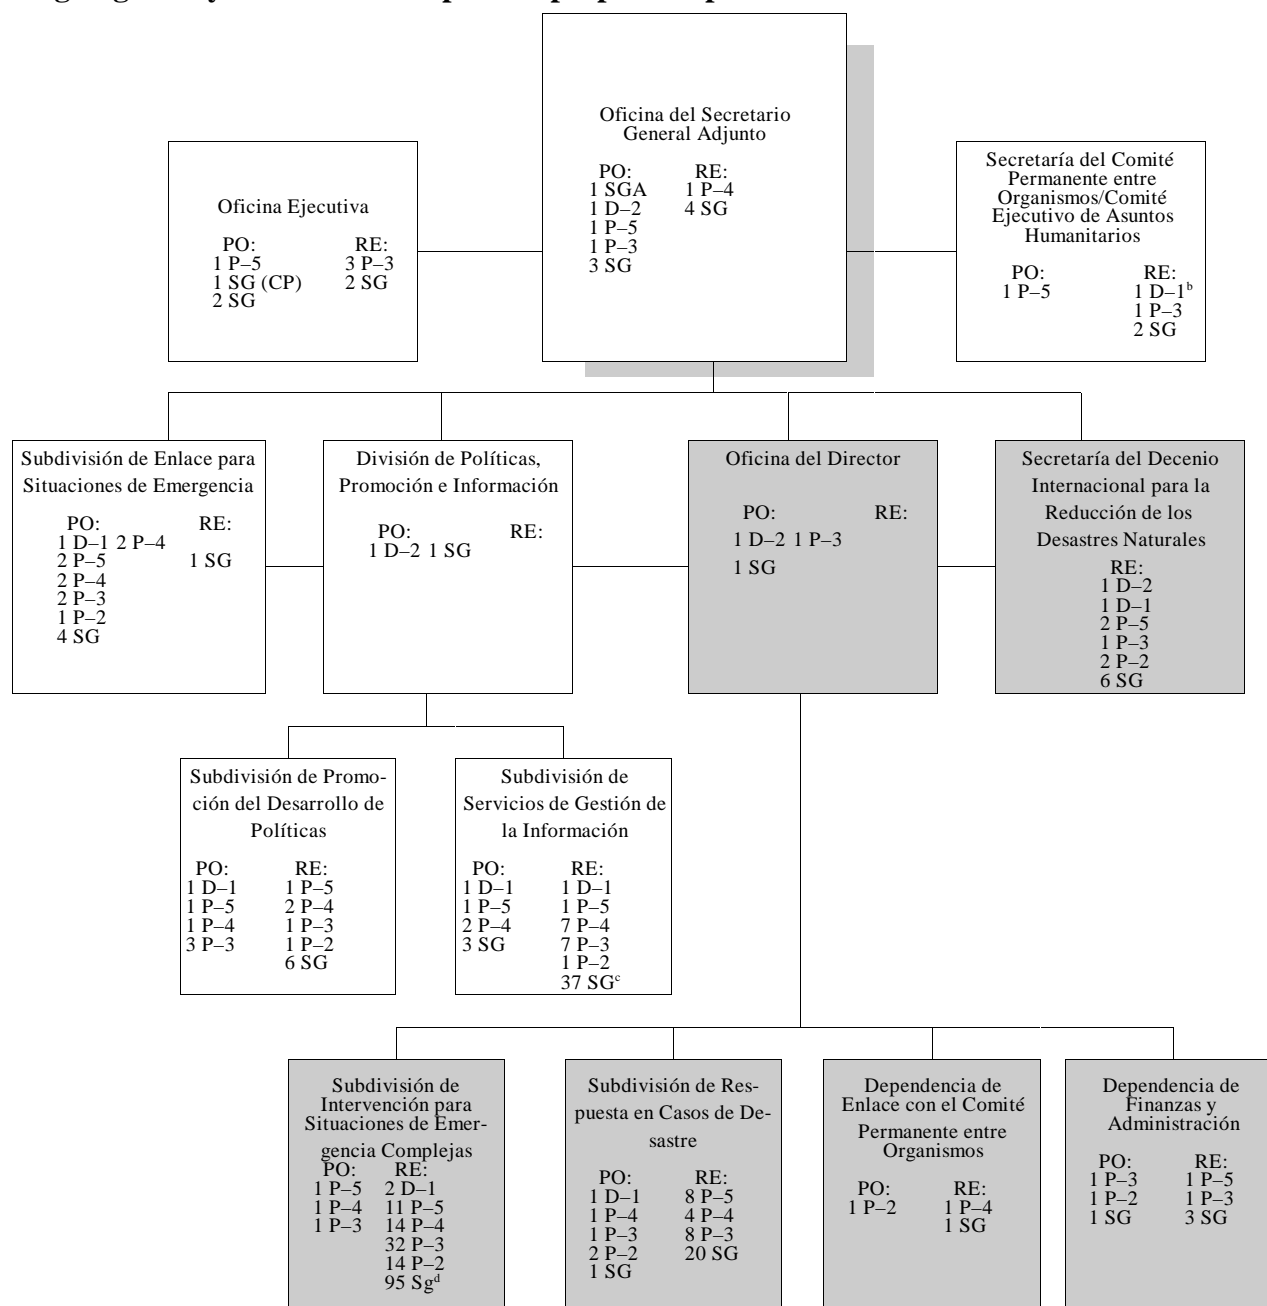 Oficina del Secretario
General Adjunto
PO: RE:
1 SGA 1 P–4
1 D–2 4 SG
1 P–5
1 P–3
3 SG
Oficina Ejecutiva
PO: RE:
1 P–5 3 P–3
1 SG (CP) 2 SG
2 SG
Secretaría del Comité
Permanente entre
Organismos/Comité
Ejecutivo de Asuntos
Humanitarios
PO: RE:
1 P–5 1 D–1b
1 P–3
2 SG
Subdivisión de Enlace para
Situaciones de Emergencia
PO: RE:
1 D–1 2 P–4
2 P–5 1 SG
2 P–4
2 P–3
1 P–2
4 SG
División de Políticas,
Promoción e Información
PO: RE:
1 D–2 1 SG
Oficina del Director
PO: RE:
1 D–2 1 P–3
1 SG
Secretaría del Decenio
Internacional para la
Reducción de los
Desastres Naturales
RE:
1 D–2
1 D–1
2 P–5
1 P–3
2 P–2
6 SG
Subdivisión de Promo-
ción del Desarrollo de
Políticas
PO: RE:
1 D–1 1 P–5
1 P–5 2 P–4
1 P–4 1 P–3
3 P–3 1 P–2
6 SG
Subdivisión de
Servicios de Gestión de
la Información
PO: RE:
1 D–1 1 D–1
1 P–5 1 P–5
2 P–4 7 P–4
3 SG 7 P–3
1 P–2
37 SGc
Subdivisión de
Intervención para
Situaciones de Emer-
gencia Complejas
PO: RE:
1 P–5 2 D–1
1 P–4 11 P–5
1 P–3 14 P–4
32 P–3
14 P–2
95 Sgd
Subdivisión de Res-
puesta en Casos de De-
sastre
PO: RE:
1 D–1 8 P–5
1 P–4 4 P–4
1 P–3 8 P–3
2 P–2 20 SG
1 SG
Dependencia de
Enlace con el Comité
Permanente entre
Organismos
PO: RE:
1 P–2 1 P–4
1 SG
Dependencia de
Finanzas y
Administración
PO: RE:
1 P–3 1 P–5
1 P–2 1 P–3
1 SG 3 SG